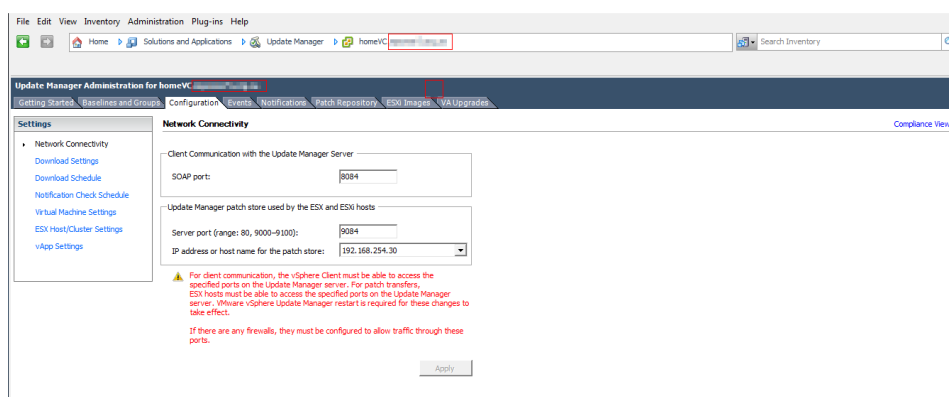 File Edit View Inventory Administration Plug-ins Help
Home Solutions and Applications Update Manager homeVC
Search Inventory
Update Manager Administration for homeVC
Getting Started Baselines and Groups Configuration Events Notifications Patch Repository ESXi Images VA Upgrades
Settings
Network Connectivity
Download Settings
Download Schedule
Notification Check Schedule
Virtual Machine Settings
ESX Host/Cluster Settings
vApp Settings
Network Connectivity
Compliance View
Client Communication with the Update Manager Server
SOAP port: 8084
Update Manager patch store used by the ESX and ESXi hosts
Server port (range: 80, 9000-9100): 9084
IP address or host name for the patch store: 192.168.254.30
For client communication, the vSphere Client must be able to access the
specified ports on the Update Manager server. For patch transfers,
ESX hosts must be able to access the specified ports on the Update Manager
server. VMware vSphere Update Manager restart is required for these changes to
take effect.
If there are any firewalls, they must be configured to allow traffic through these
ports.
Apply